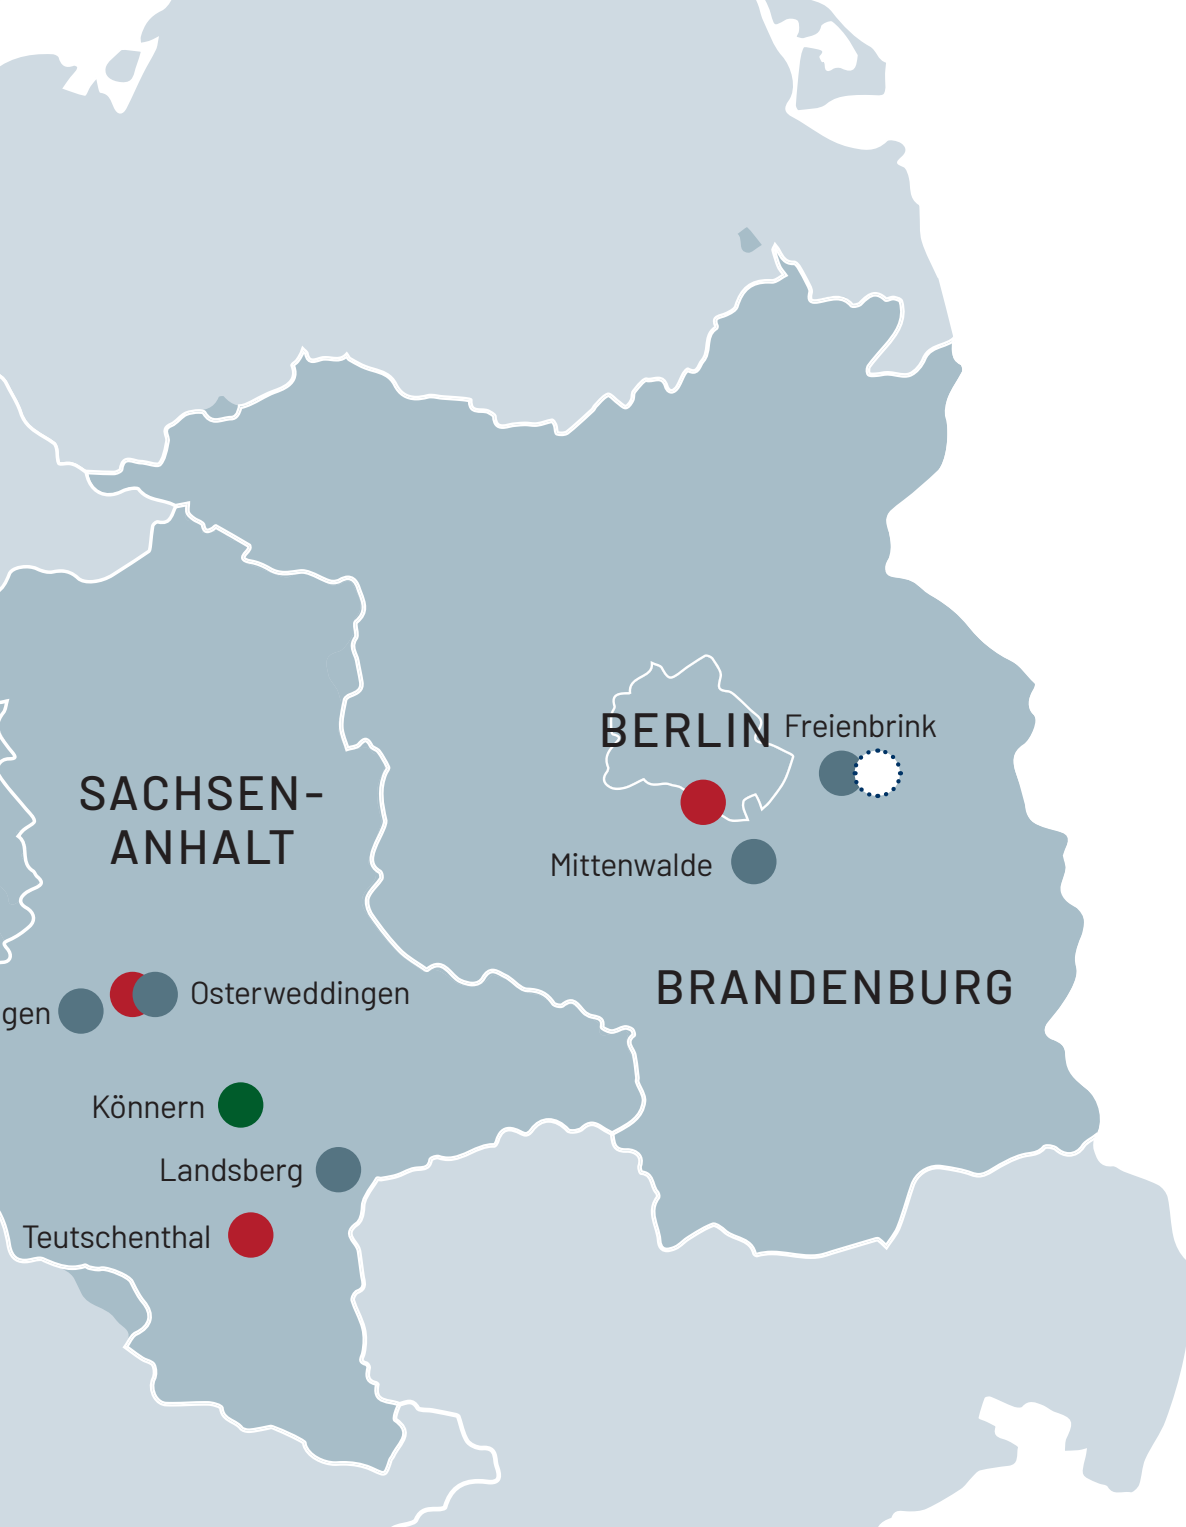 BERLIN
Freienbrink
SACHSEN-
ANHALT
Mittenwalde
BRANDENBURG
gen
Osterweddingen
Könnern
Landsberg
Teutschenthal